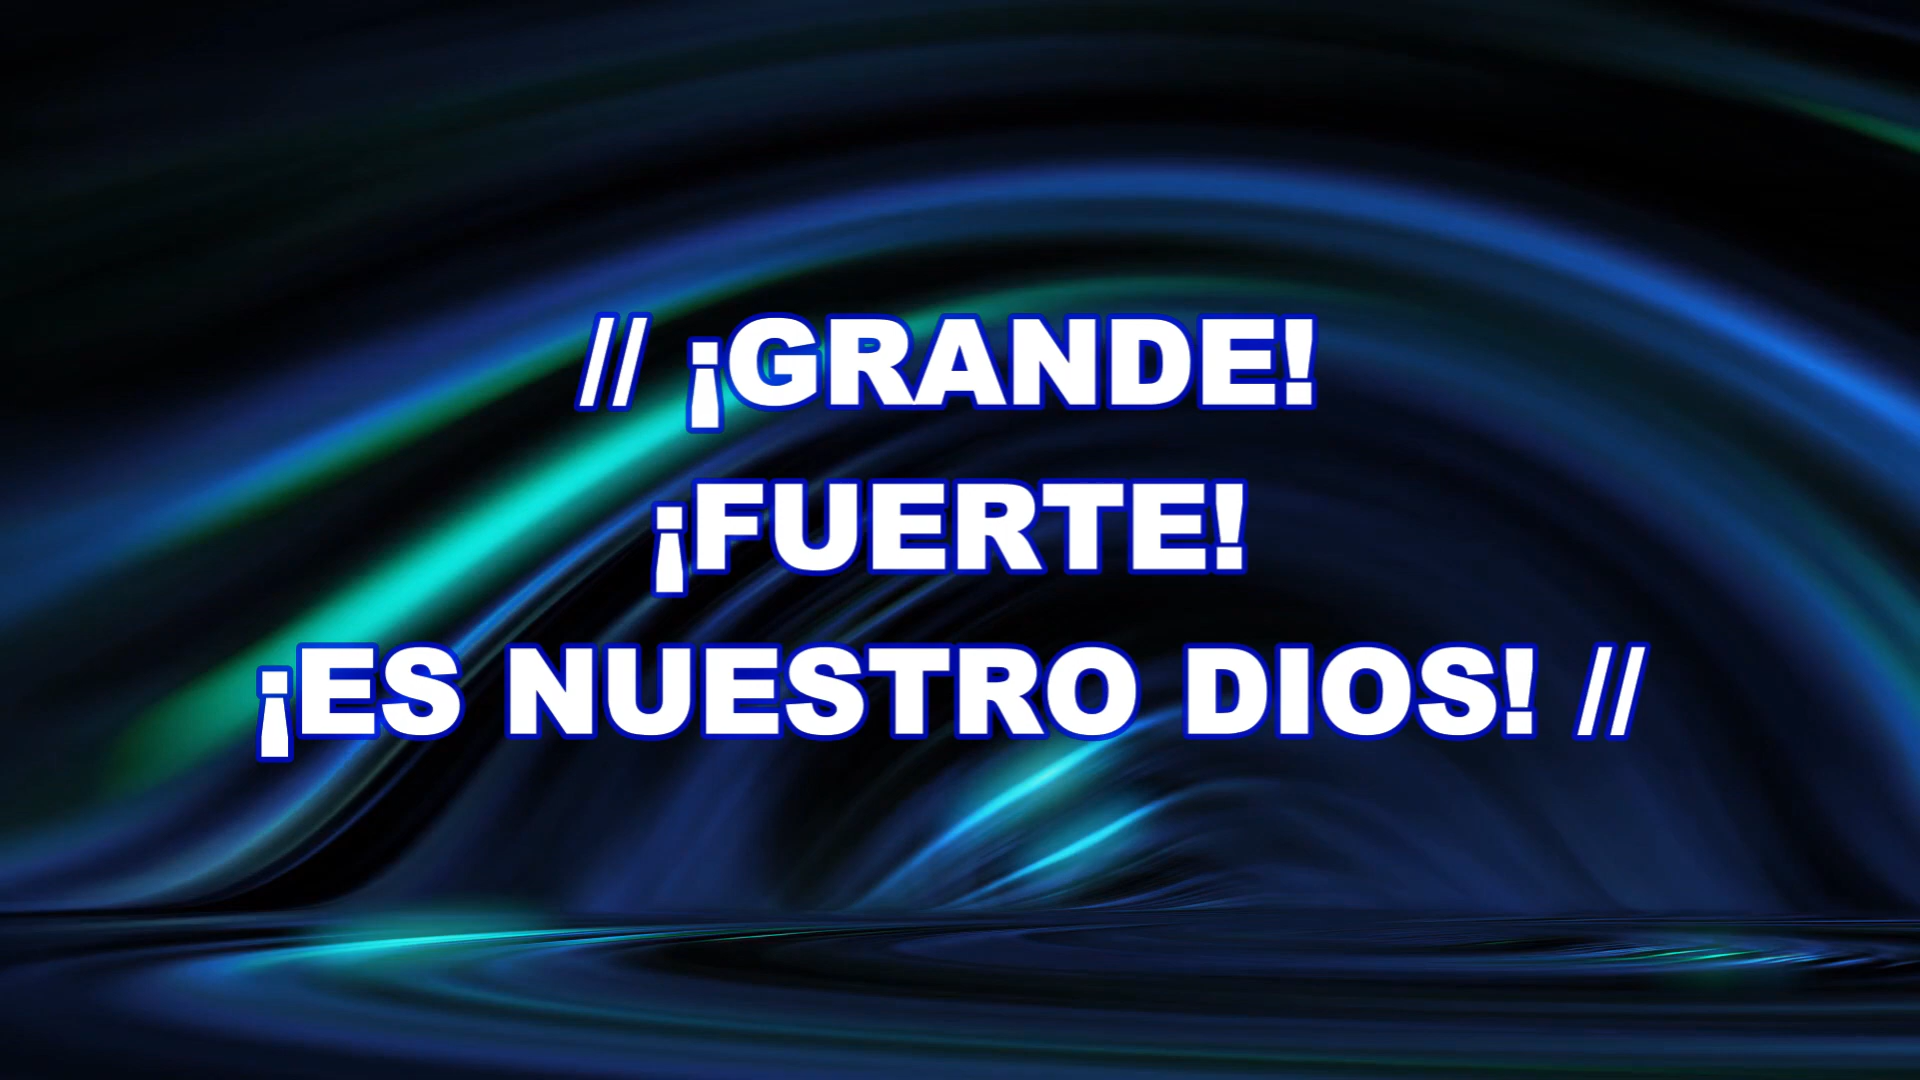 // ¡GRANDE!
¡FUERTE!
¡ES NUESTRO DIOS! //